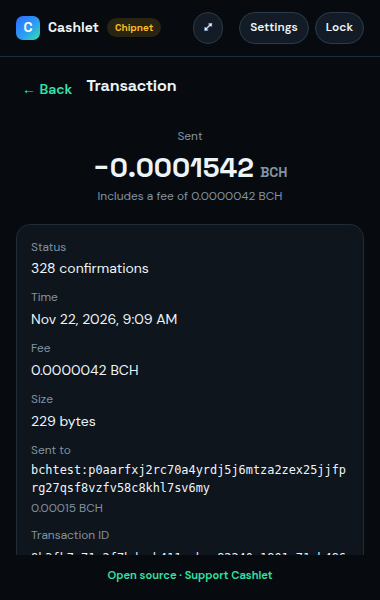 C Cashlet Chipnet Settings Lock
← Back Transaction
Sent
-0.0001542 BCH
Includes a fee of 0.0000042 BCH
Status
328 confirmations
Time
Nov 22, 2026, 9:09 AM
Fee
0.0000042 BCH
Size
229 bytes
Sent to
bchtest:p0aarfxj2rc70a4yrdj5j6mtza2zex25jjfp
rg27qsf8vzfv58c8khl7sv6my
0.00015 BCH
Transaction ID
Open source · Support Cashlet